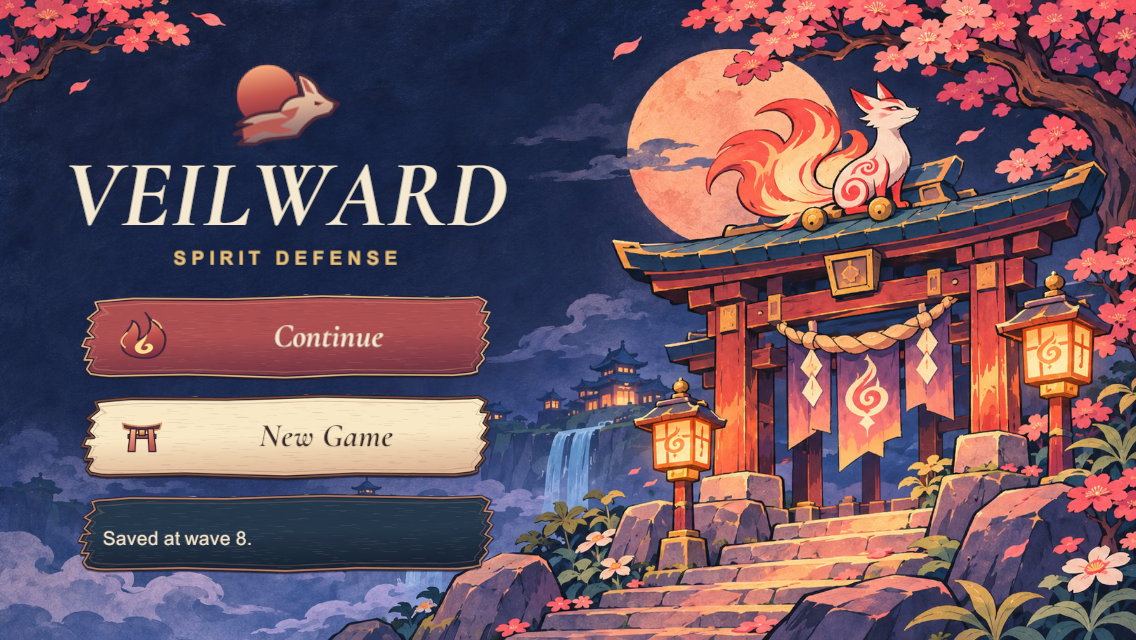 VEILWARD
SPIRIT DEFENSE
Continue
New Game
Saved at wave 8.